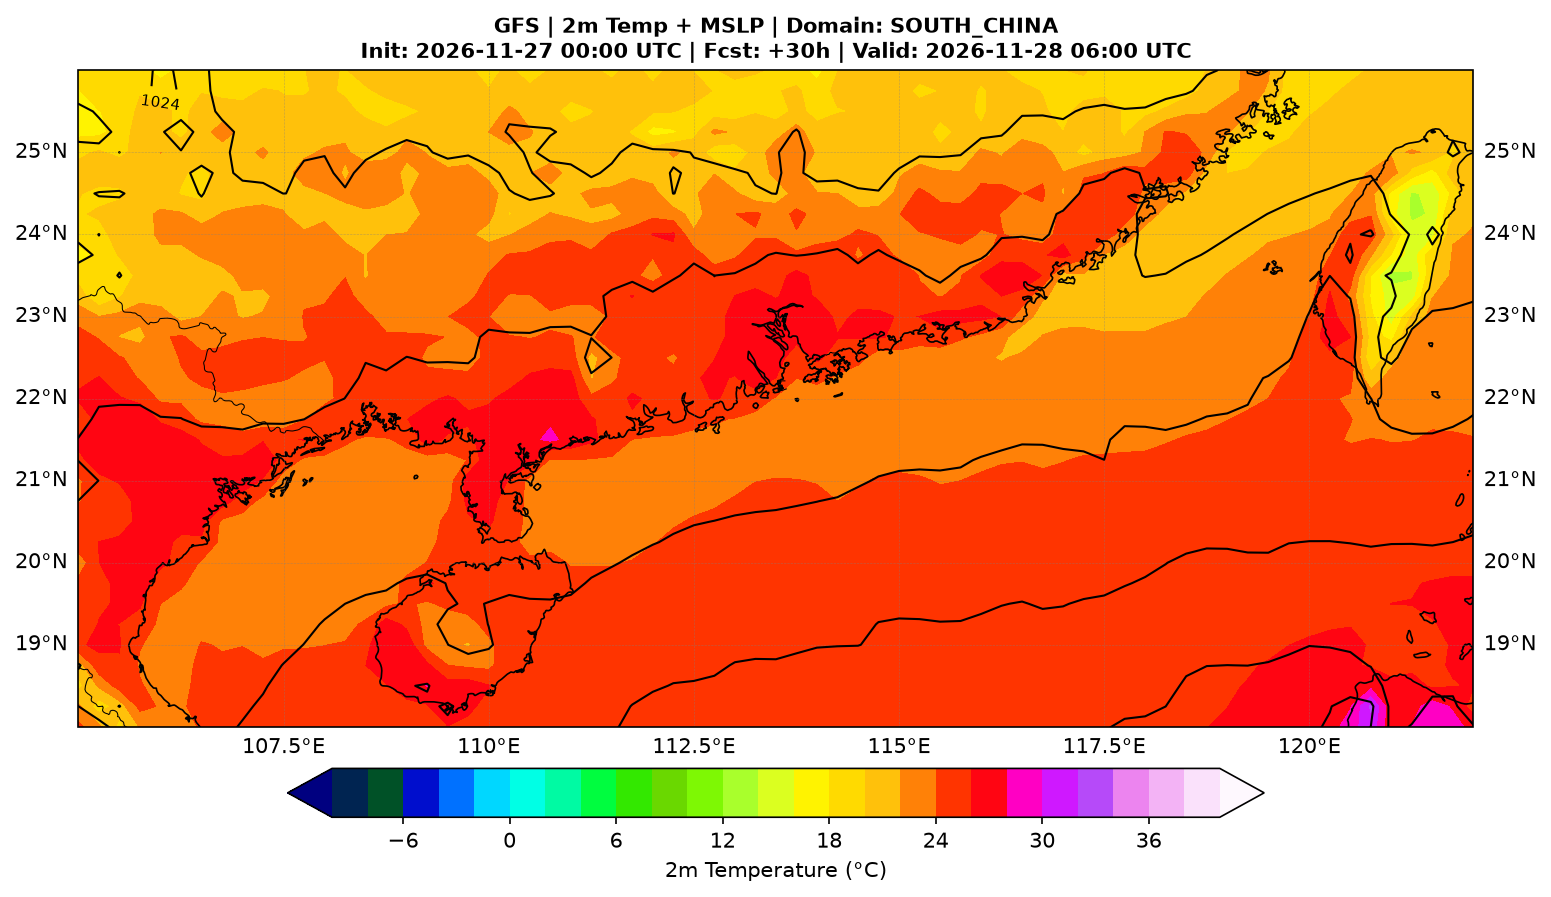 GFS | 2m Temp + MSLP | Domain: SOUTH_CHINA
Init: 2026-11-27 00:00 UTC | Fcst: +30h | Valid: 2026-11-28 06:00 UTC
1024
25°N 25°N
24°N 24°N
23°N 23°N
22°N 22°N
21°N 21°N
20°N 20°N
19°N 19°N
107.5°E 110°E 112.5°E 115°E 117.5°E 120°E
−6 0 6 12 18 24 30 36
2m Temperature (°C)